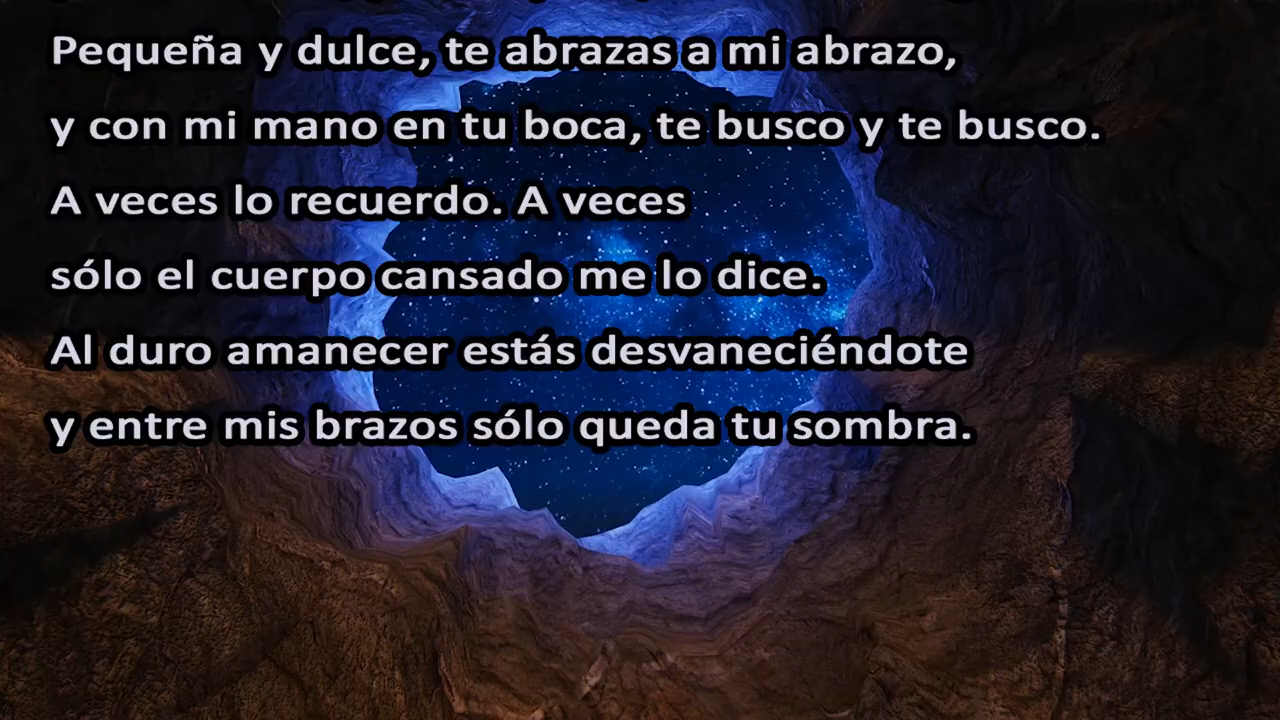 Pequeña y dulce, te abrazas a mi abrazo,
y con mi mano en tu boca, te busco y te busco.
A veces lo recuerdo. A veces
sólo el cuerpo cansado me lo dice.
Al duro amanecer estás desvaneciéndote
y entre mis brazos sólo queda tu sombra.